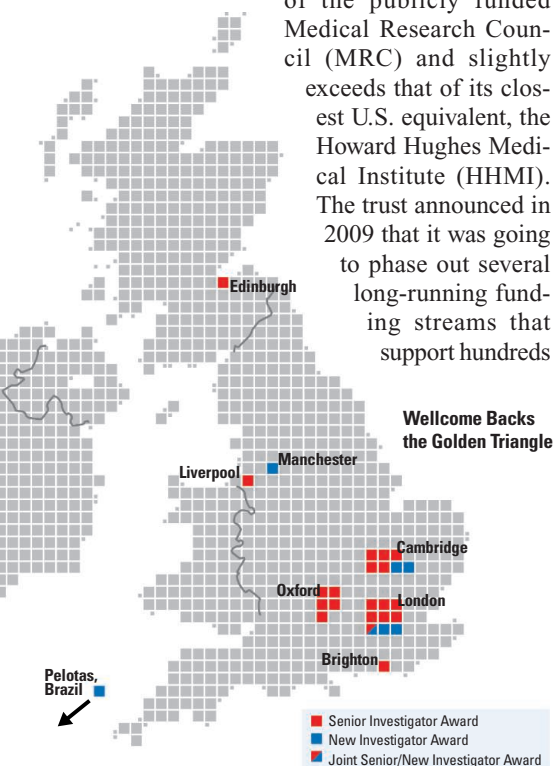 of the publicly funded
Medical Research Coun-
cil (MRC) and slightly
exceeds that of its clos-
est U.S. equivalent, the
Howard Hughes Medi-
cal Institute (HHMI).
The trust announced in
2009 that it was going
to phase out several
long-running fund-
ing streams that
support hundreds
Wellcome Backs
the Golden Triangle
Edinburgh
Manchester
Liverpool
Cambridge
Oxford
London
Brighton
Pelotas,
Brazil
Senior Investigator Award
New Investigator Award
Joint Senior/New Investigator Award